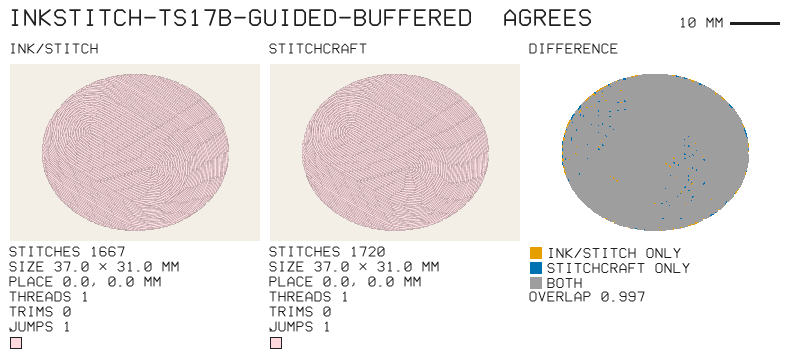 INKSTITCH-TS17B-GUIDED-BUFFERED AGREES
10 MM
INK/STITCH
STITCHCRAFT
DIFFERENCE
STITCHES 1667
SIZE 37.0 × 31.0 MM
PLACE 0.0, 0.0 MM
THREADS 1
TRIMS 0
JUMPS 1
STITCHES 1720
SIZE 37.0 × 31.0 MM
PLACE 0.0, 0.0 MM
THREADS 1
TRIMS 0
JUMPS 1
INK/STITCH ONLY
STITCHCRAFT ONLY
BOTH
OVERLAP 0.997